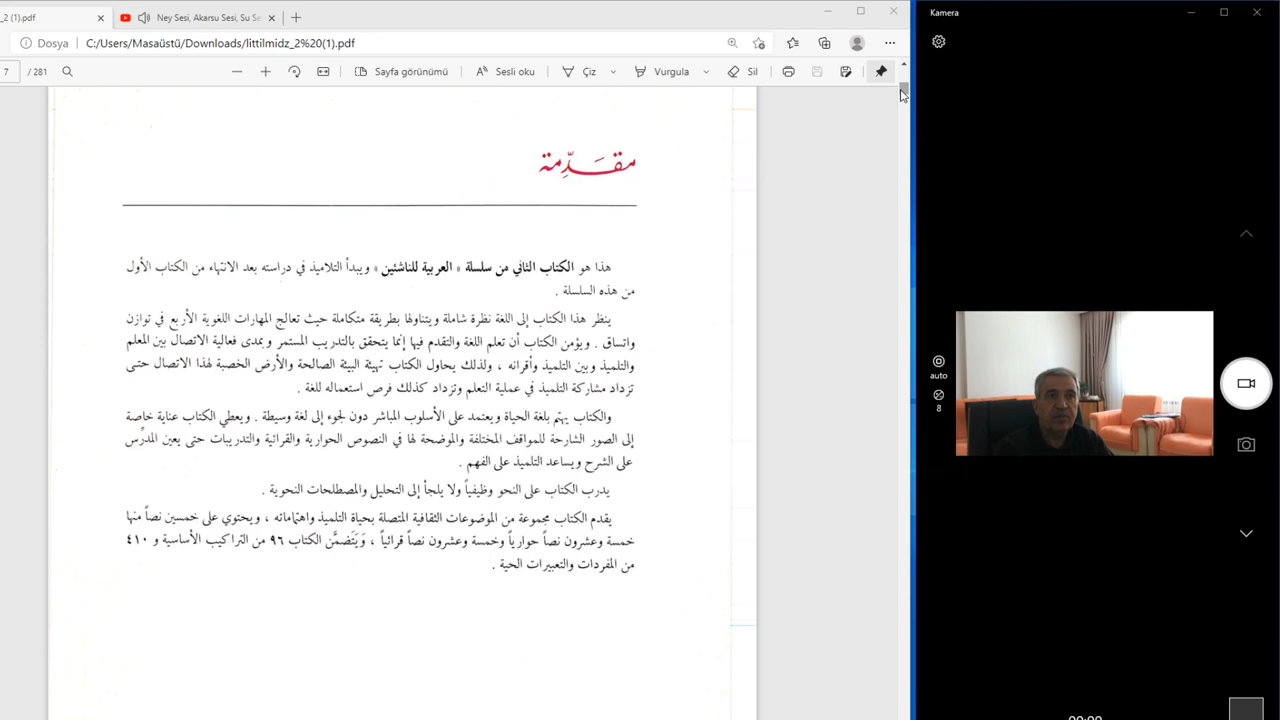 _2 (1).pdf
Ney Sesi, Akarsu Sesi, Su Se
Kamera
Dosya
C:/Users/Masaüstü/Downloads/littilmidz_2%20(1).pdf
7 / 281
Sayfa görünümü
Sesli oku
Çiz
Vurgula
Sil
مقـَـدِّمة
هذا هو الكتاب الثاني من سلسلة « العربية للناشئين » ويبدأ التلاميذ في دراسته بعد الانتهاء من الكتاب الأول
من هذه السلسلة .
ينظر هذا الكتاب إلى اللغة نظرة شاملة ويتناولها بطريقة متكاملة حيث تعالج المهارات اللغوية الأربع في توازن
واتساق . ويؤمن الكتاب أن تعلم اللغة والتقدم فيها إنما يتحقق بالتدريب المستمر وبمدى فعالية الاتصال بين المعلم
والتلميذ وبين التلميذ وأقرانه ، ولذلك يحاول الكتاب تهيئة البيئة الصالحة والأرض الخصبة لهذا الاتصال حتى
تزداد مشاركة التلميذ في عملية التعلم وتزداد كذلك فرص استعماله للغة .
والكتاب يهتم بلغة الحياة ويعتمد على الأسلوب المباشر دون لجوء إلى لغة وسيطة . ويعطي الكتاب عناية خاصة
إلى الصور الشارحة للمواقف المختلفة والموضحة لها في النصوص الحوارية والقرائية والتدريبات حتى يعين المدرِّس
على الشرح ويساعد التلميذ على الفهم .
يدرب الكتاب على النحو وظيفياً ولا يلجأ إلى التحليل والمصطلحات النحوية .
يقدم الكتاب مجموعة من الموضوعات الثقافية المتصلة بحياة التلميذ واهتماماته ، ويحتوي على خمسين نصاً منها
خمسة وعشرون نصاً حوارياً وخمسة وعشرون نصاً قرائياً ، وَيَتَضمَّن الكتاب ٩٦ من التراكيب الأساسية و ٤١٠
من المفردات والتعبيرات الحية .
auto
8